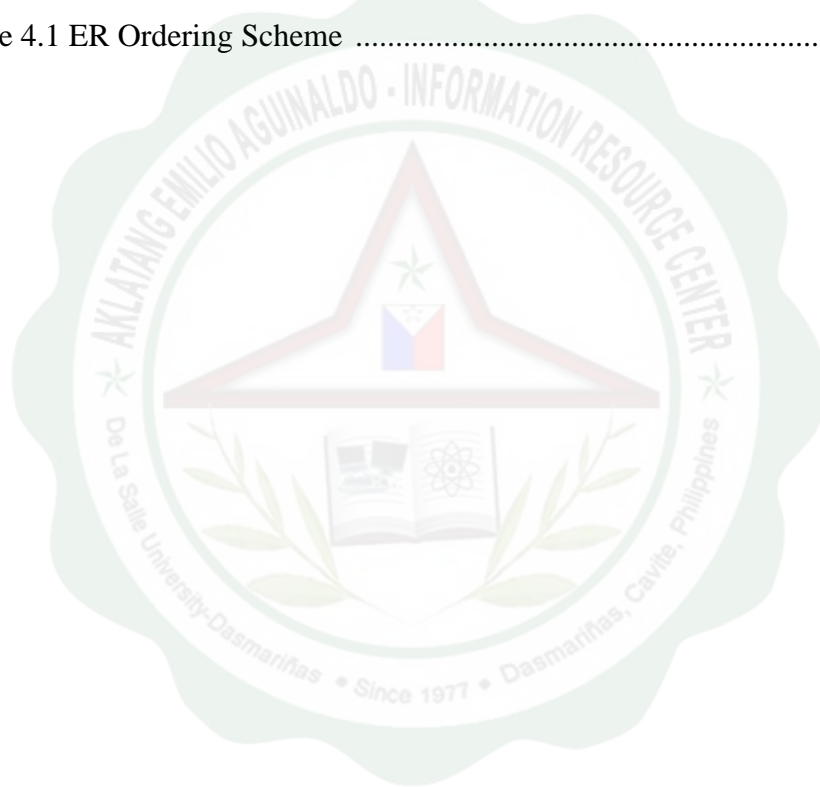 e 4.1 ER Ordering Scheme ..........................................................
AKLATANG EMILIO AGUINALDO - INFORMATION RESOURCE CENTER
De La Salle University-Dasmariñas * Since 1977 * Dasmariñas, Cavite, Philippines